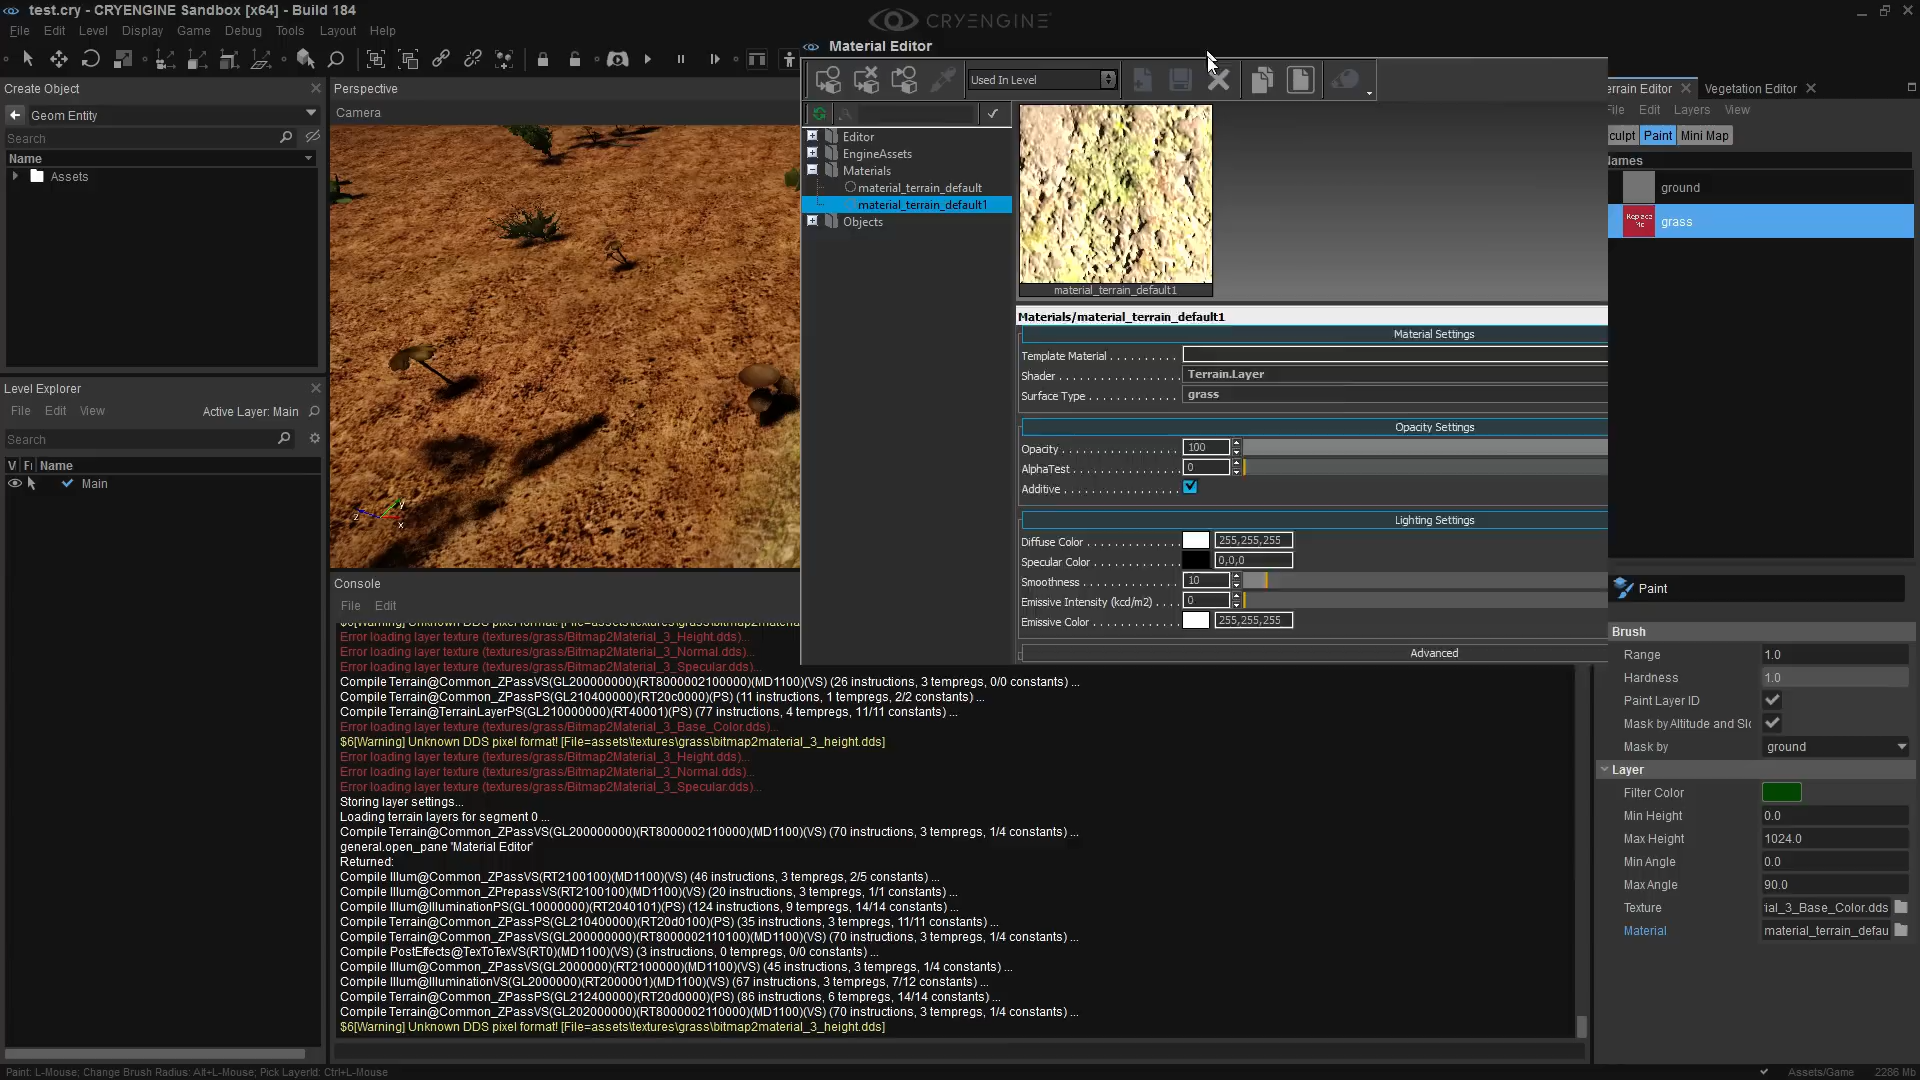 test.cry - CRYENGINE Sandbox [x64] - Build 184
CRYENGINE
File Edit Level Display Game Debug Tools Layout Help
Create Object
Geom Entity
Search
Name
Assets
Level Explorer
File Edit View Active Layer: Main
Search
V Fr Name
Main
Perspective
Camera
z y x
Material Editor
Used In Level
Editor
EngineAssets
Materials
material_terrain_default
material_terrain_default1
Objects
material_terrain_default1
Materials/material_terrain_default1
Material Settings
Template Material . . . . . . . . . .
Shader . . . . . . . . . . . . . . . . . Terrain.Layer
Surface Type . . . . . . . . . . . . . grass
Opacity Settings
Opacity . . . . . . . . . . . . . . . . 100
AlphaTest . . . . . . . . . . . . . . . 0
Additive . . . . . . . . . . . . . . . .
Lighting Settings
Diffuse Color . . . . . . . . . . . . . 255,255,255
Specular Color . . . . . . . . . . . . 0,0,0
Smoothness . . . . . . . . . . . . . . 10
Emissive Intensity (kcd/m2) . . . . 0
Emissive Color . . . . . . . . . . . . 255,255,255
Advanced
Console
File Edit
$6[Warning] Unknown DDS pixel format! [File=assets\textures\grass\bitmap2materia
Error loading layer texture (textures/grass/Bitmap2Material_3_Height.dds)...
Error loading layer texture (textures/grass/Bitmap2Material_3_Normal.dds)...
Error loading layer texture (textures/grass/Bitmap2Material_3_Specular.dds)...
Compile Terrain@Common_ZPassVS(GL200000000)(RT8000002100000)(MD1100)(VS) (26 instructions, 3 tempregs, 0/0 constants) ...
Compile Terrain@Common_ZPassPS(GL210400000)(RT20c0000)(PS) (11 instructions, 1 tempregs, 2/2 constants) ...
Compile Terrain@TerrainLayerPS(GL210000000)(RT40001)(PS) (77 instructions, 4 tempregs, 11/11 constants) ...
Error loading layer texture (textures/grass/Bitmap2Material_3_Base_Color.dds)...
$6[Warning] Unknown DDS pixel format! [File=assets\textures\grass\bitmap2material_3_height.dds]
Error loading layer texture (textures/grass/Bitmap2Material_3_Height.dds)...
Error loading layer texture (textures/grass/Bitmap2Material_3_Normal.dds)...
Error loading layer texture (textures/grass/Bitmap2Material_3_Specular.dds)...
Storing layer settings...
Loading terrain layers for segment 0 ...
Compile Terrain@Common_ZPassVS(GL200000000)(RT8000002110000)(MD1100)(VS) (70 instructions, 3 tempregs, 1/4 constants) ...
general.open_pane 'Material Editor'
Returned:
Compile Illum@Common_ZPassVS(RT2100100)(MD1100)(VS) (46 instructions, 3 tempregs, 2/5 constants) ...
Compile Illum@Common_ZPrepassVS(RT2100100)(MD1100)(VS) (20 instructions, 3 tempregs, 1/1 constants) ...
Compile Illum@IlluminationPS(GL10000000)(RT2040101)(PS) (124 instructions, 9 tempregs, 14/14 constants) ...
Compile Terrain@Common_ZPassPS(GL210400000)(RT20d0100)(PS) (35 instructions, 3 tempregs, 11/11 constants) ...
Compile Terrain@Common_ZPassVS(GL200000000)(RT8000002110100)(MD1100)(VS) (70 instructions, 3 tempregs, 1/4 constants) ...
Compile PostEffects@TexToTexVS(RT0)(MD1100)(VS) (3 instructions, 0 tempregs, 0/0 constants) ...
Compile Illum@Common_ZPassVS(GL2000000)(RT2100000)(MD1100)(VS) (45 instructions, 3 tempregs, 1/4 constants) ...
Compile Illum@IlluminationVS(GL2000000)(RT2000001)(MD1100)(VS) (67 instructions, 3 tempregs, 7/12 constants) ...
Compile Terrain@Common_ZPassPS(GL212400000)(RT20d0000)(PS) (86 instructions, 6 tempregs, 14/14 constants) ...
Compile Terrain@Common_ZPassVS(GL202000000)(RT8000002110000)(MD1100)(VS) (70 instructions, 3 tempregs, 1/4 constants) ...
$6[Warning] Unknown DDS pixel format! [File=assets\textures\grass\bitmap2material_3_height.dds]
errain Editor Vegetation Editor
File Edit Layers View
culpt Paint Mini Map
Names
ground
Replace Me grass
Paint
Brush
Range 1.0
Hardness 1.0
Paint Layer ID
Mask by Altitude and Slo
Mask by ground
Layer
Filter Color
Min Height 0.0
Max Height 1024.0
Min Angle 0.0
Max Angle 90.0
Texture ial_3_Base_Color.dds
Material material_terrain_defau
Paint: L-Mouse; Change Brush Radius: Alt+L-Mouse; Pick LayerId: Ctrl+L-Mouse
Assets/Game 2286 Mb